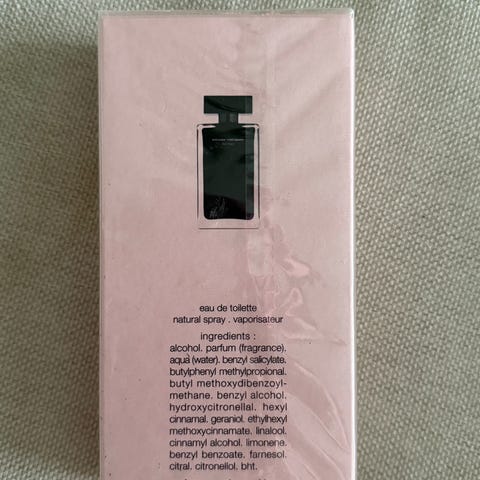 eau de toilette
natural spray . vaporisateur
ingredients :
alcohol. parfum (fragrance).
aqua (water). benzyl salicylate.
butylphenyl methylpropional.
butyl methoxydibenzoyl-
methane. benzyl alcohol.
hydroxycitronellal. hexyl
cinnamal. geraniol. ethylhexyl
methoxycinnamate. linalool.
cinnamyl alcohol. limonene.
benzyl benzoate. farnesol.
citral. citronellol. bht.